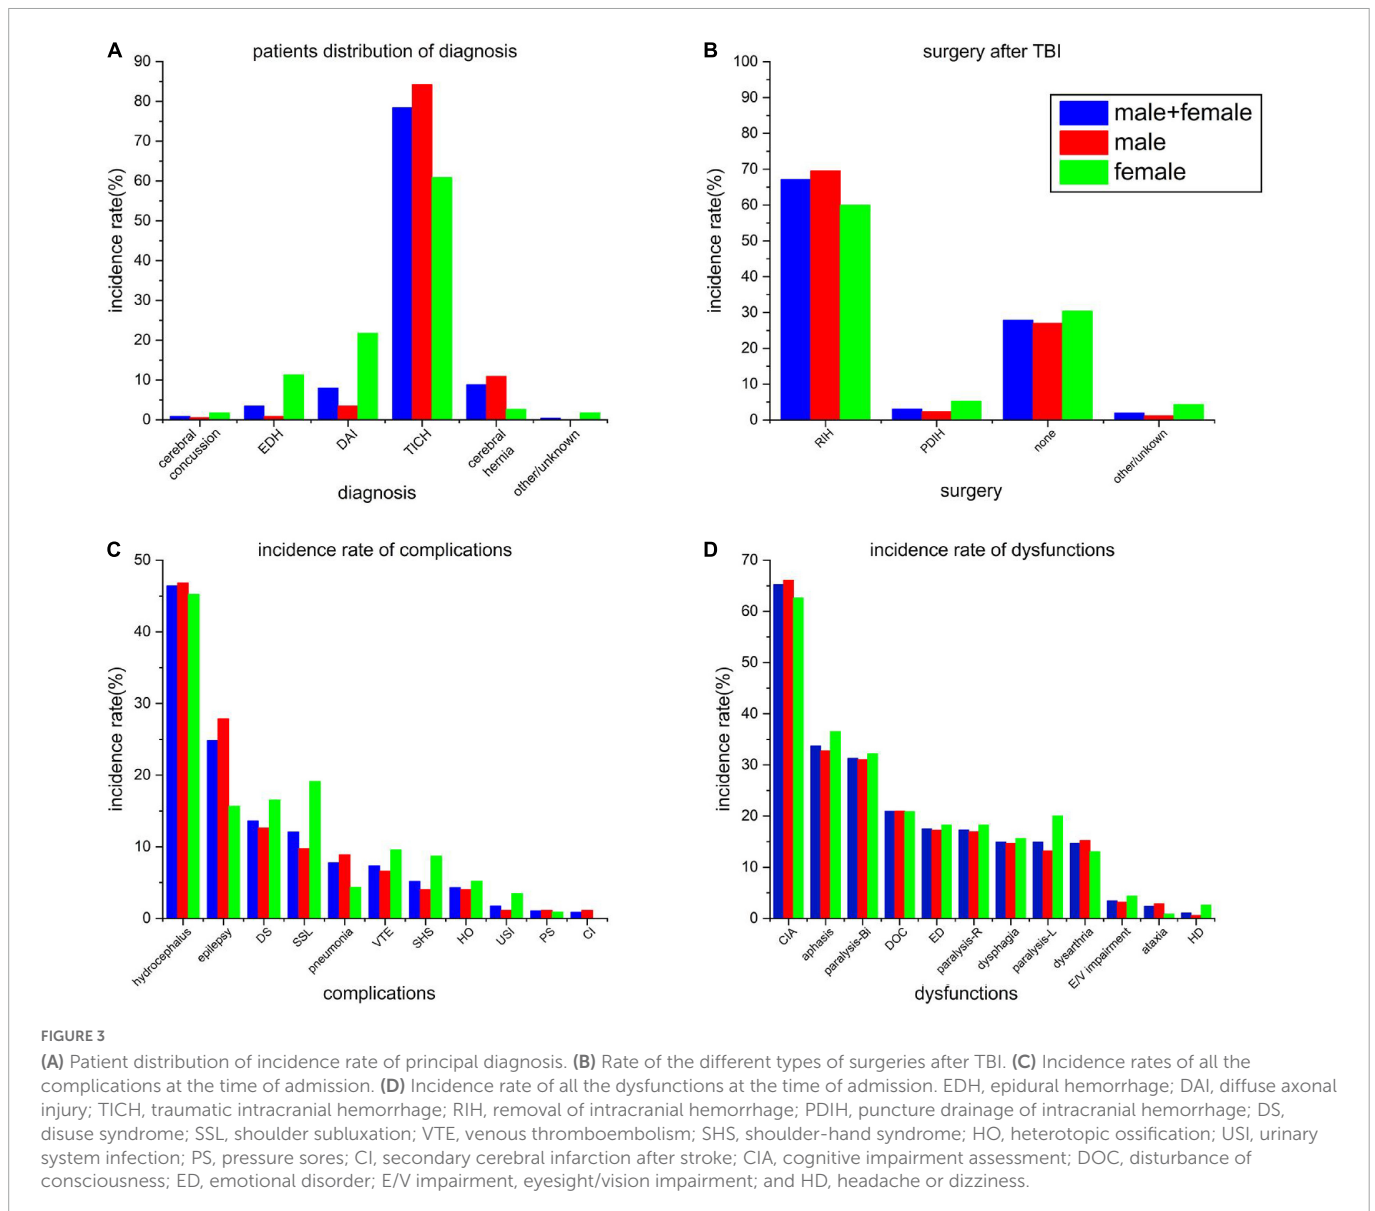 A
patients distribution of diagnosis
90
80
70
60
50
40
30
20
10
0
incidence rate(%)
cerebral
concussion
EDH
DAI
TICH
cerebral
hernia
other/unknown
diagnosis
B
surgery after TBI
100
90
80
70
60
50
40
30
20
10
0
incidence rate(%)
male+female
male
female
RIH
PDIH
none
other/unkown
surgery
C
incidence rate of complications
50
40
30
20
10
0
incidence rate(%)
hydrocephalus
epilepsy
DS
SSL
pneumonia
VTE
SHS
HO
USI
PS
CI
complications
D
incidence rate of dysfunctions
70
60
50
40
30
20
10
0
incidence rate(%)
CIA
aphasis
paralysis-Bi
DOC
ED
paralysis-R
dysphagia
paralysis-L
dysarthria
E/V impairment
ataxia
HD
dysfunctions
FIGURE 3
(A) Patient distribution of incidence rate of principal diagnosis. (B) Rate of the different types of surgeries after TBI. (C) Incidence rates of all the
complications at the time of admission. (D) Incidence rate of all the dysfunctions at the time of admission. EDH, epidural hemorrhage; DAI, diffuse axonal
injury; TICH, traumatic intracranial hemorrhage; RIH, removal of intracranial hemorrhage; PDIH, puncture drainage of intracranial hemorrhage; DS,
disuse syndrome; SSL, shoulder subluxation; VTE, venous thromboembolism; SHS, shoulder-hand syndrome; HO, heterotopic ossification; USI, urinary
system infection; PS, pressure sores; CI, secondary cerebral infarction after stroke; CIA, cognitive impairment assessment; DOC, disturbance of
consciousness; ED, emotional disorder; E/V impairment, eyesight/vision impairment; and HD, headache or dizziness.